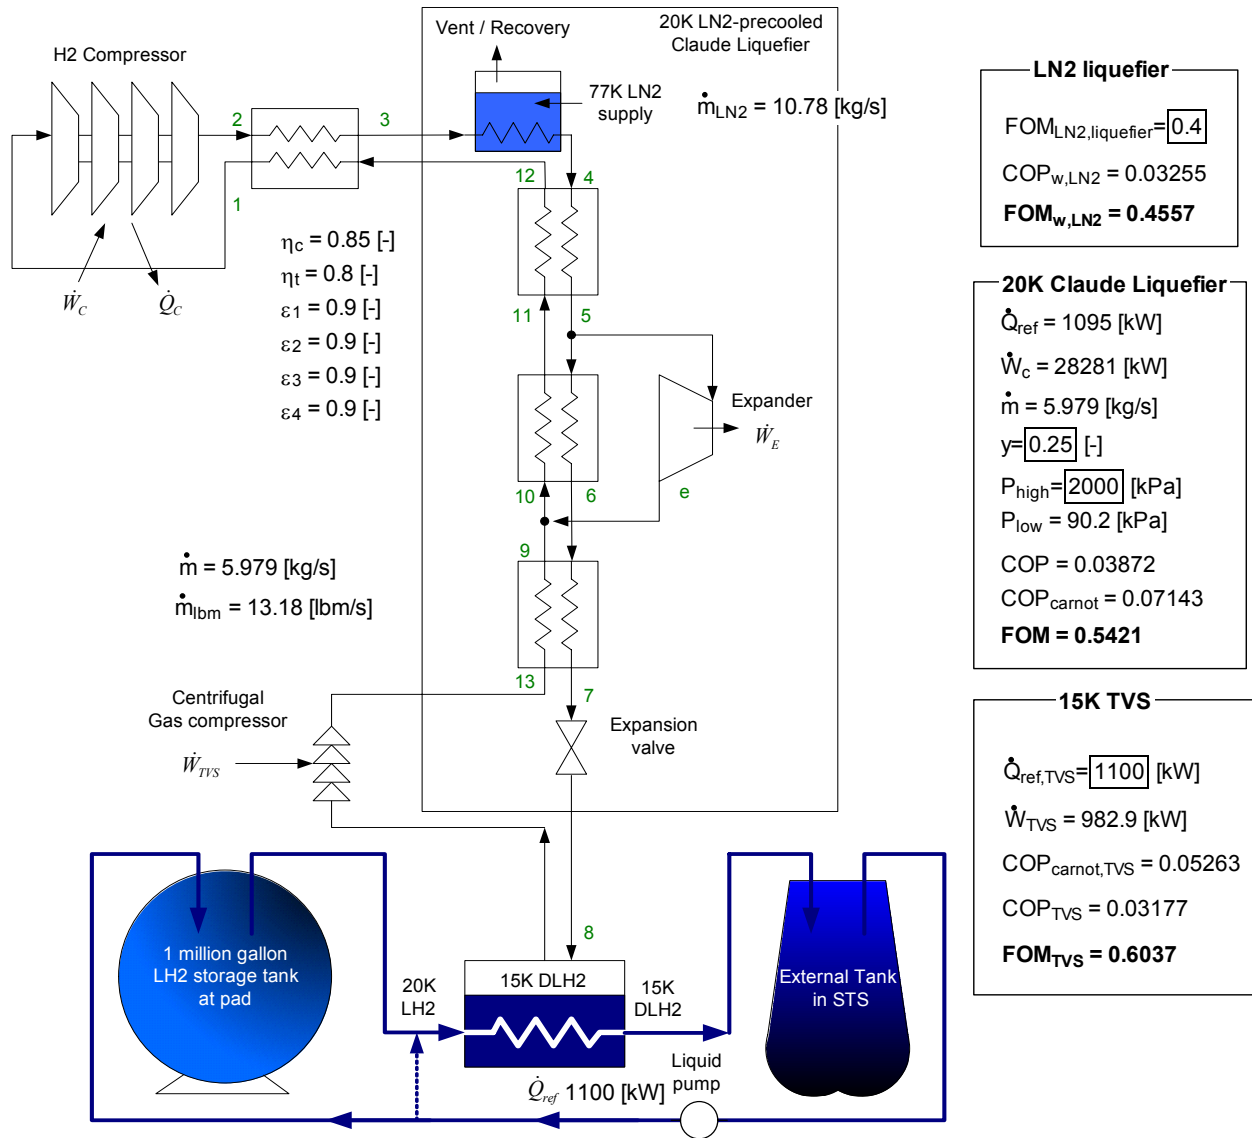 H2 Compressor
Vent / Recovery
20K LN2-precooled
Claude Liquefier
77K LN2
supply
ṁLN2 = 10.78 [kg/s]
2
3
1
12
4
ẆC
Q̇C
ηc = 0.85 [-]
ηt = 0.8 [-]
ε1 = 0.9 [-]
ε2 = 0.9 [-]
ε3 = 0.9 [-]
ε4 = 0.9 [-]
11
5
Expander
ẆE
10
6
e
9
ṁ = 5.979 [kg/s]
ṁlbm = 13.18 [lbm/s]
13
7
Centrifugal
Gas compressor
ẆTVS
Expansion
valve
8
1 million gallon
LH2 storage tank
at pad
20K
LH2
15K DLH2
15K
DLH2
External Tank
in STS
Q̇ref 1100 [kW]
Liquid
pump
LN2 liquefier
FOMLN2,liquefier=0.4
COPw,LN2 = 0.03255
FOMw,LN2 = 0.4557
20K Claude Liquefier
Q̇ref = 1095 [kW]
Ẇc = 28281 [kW]
ṁ = 5.979 [kg/s]
y=0.25 [-]
Phigh=2000 [kPa]
Plow = 90.2 [kPa]
COP = 0.03872
COPcarnot = 0.07143
FOM = 0.5421
15K TVS
Q̇ref,TVS=1100 [kW]
ẆTVS = 982.9 [kW]
COPcarnot,TVS = 0.05263
COPTVS = 0.03177
FOMTVS = 0.6037